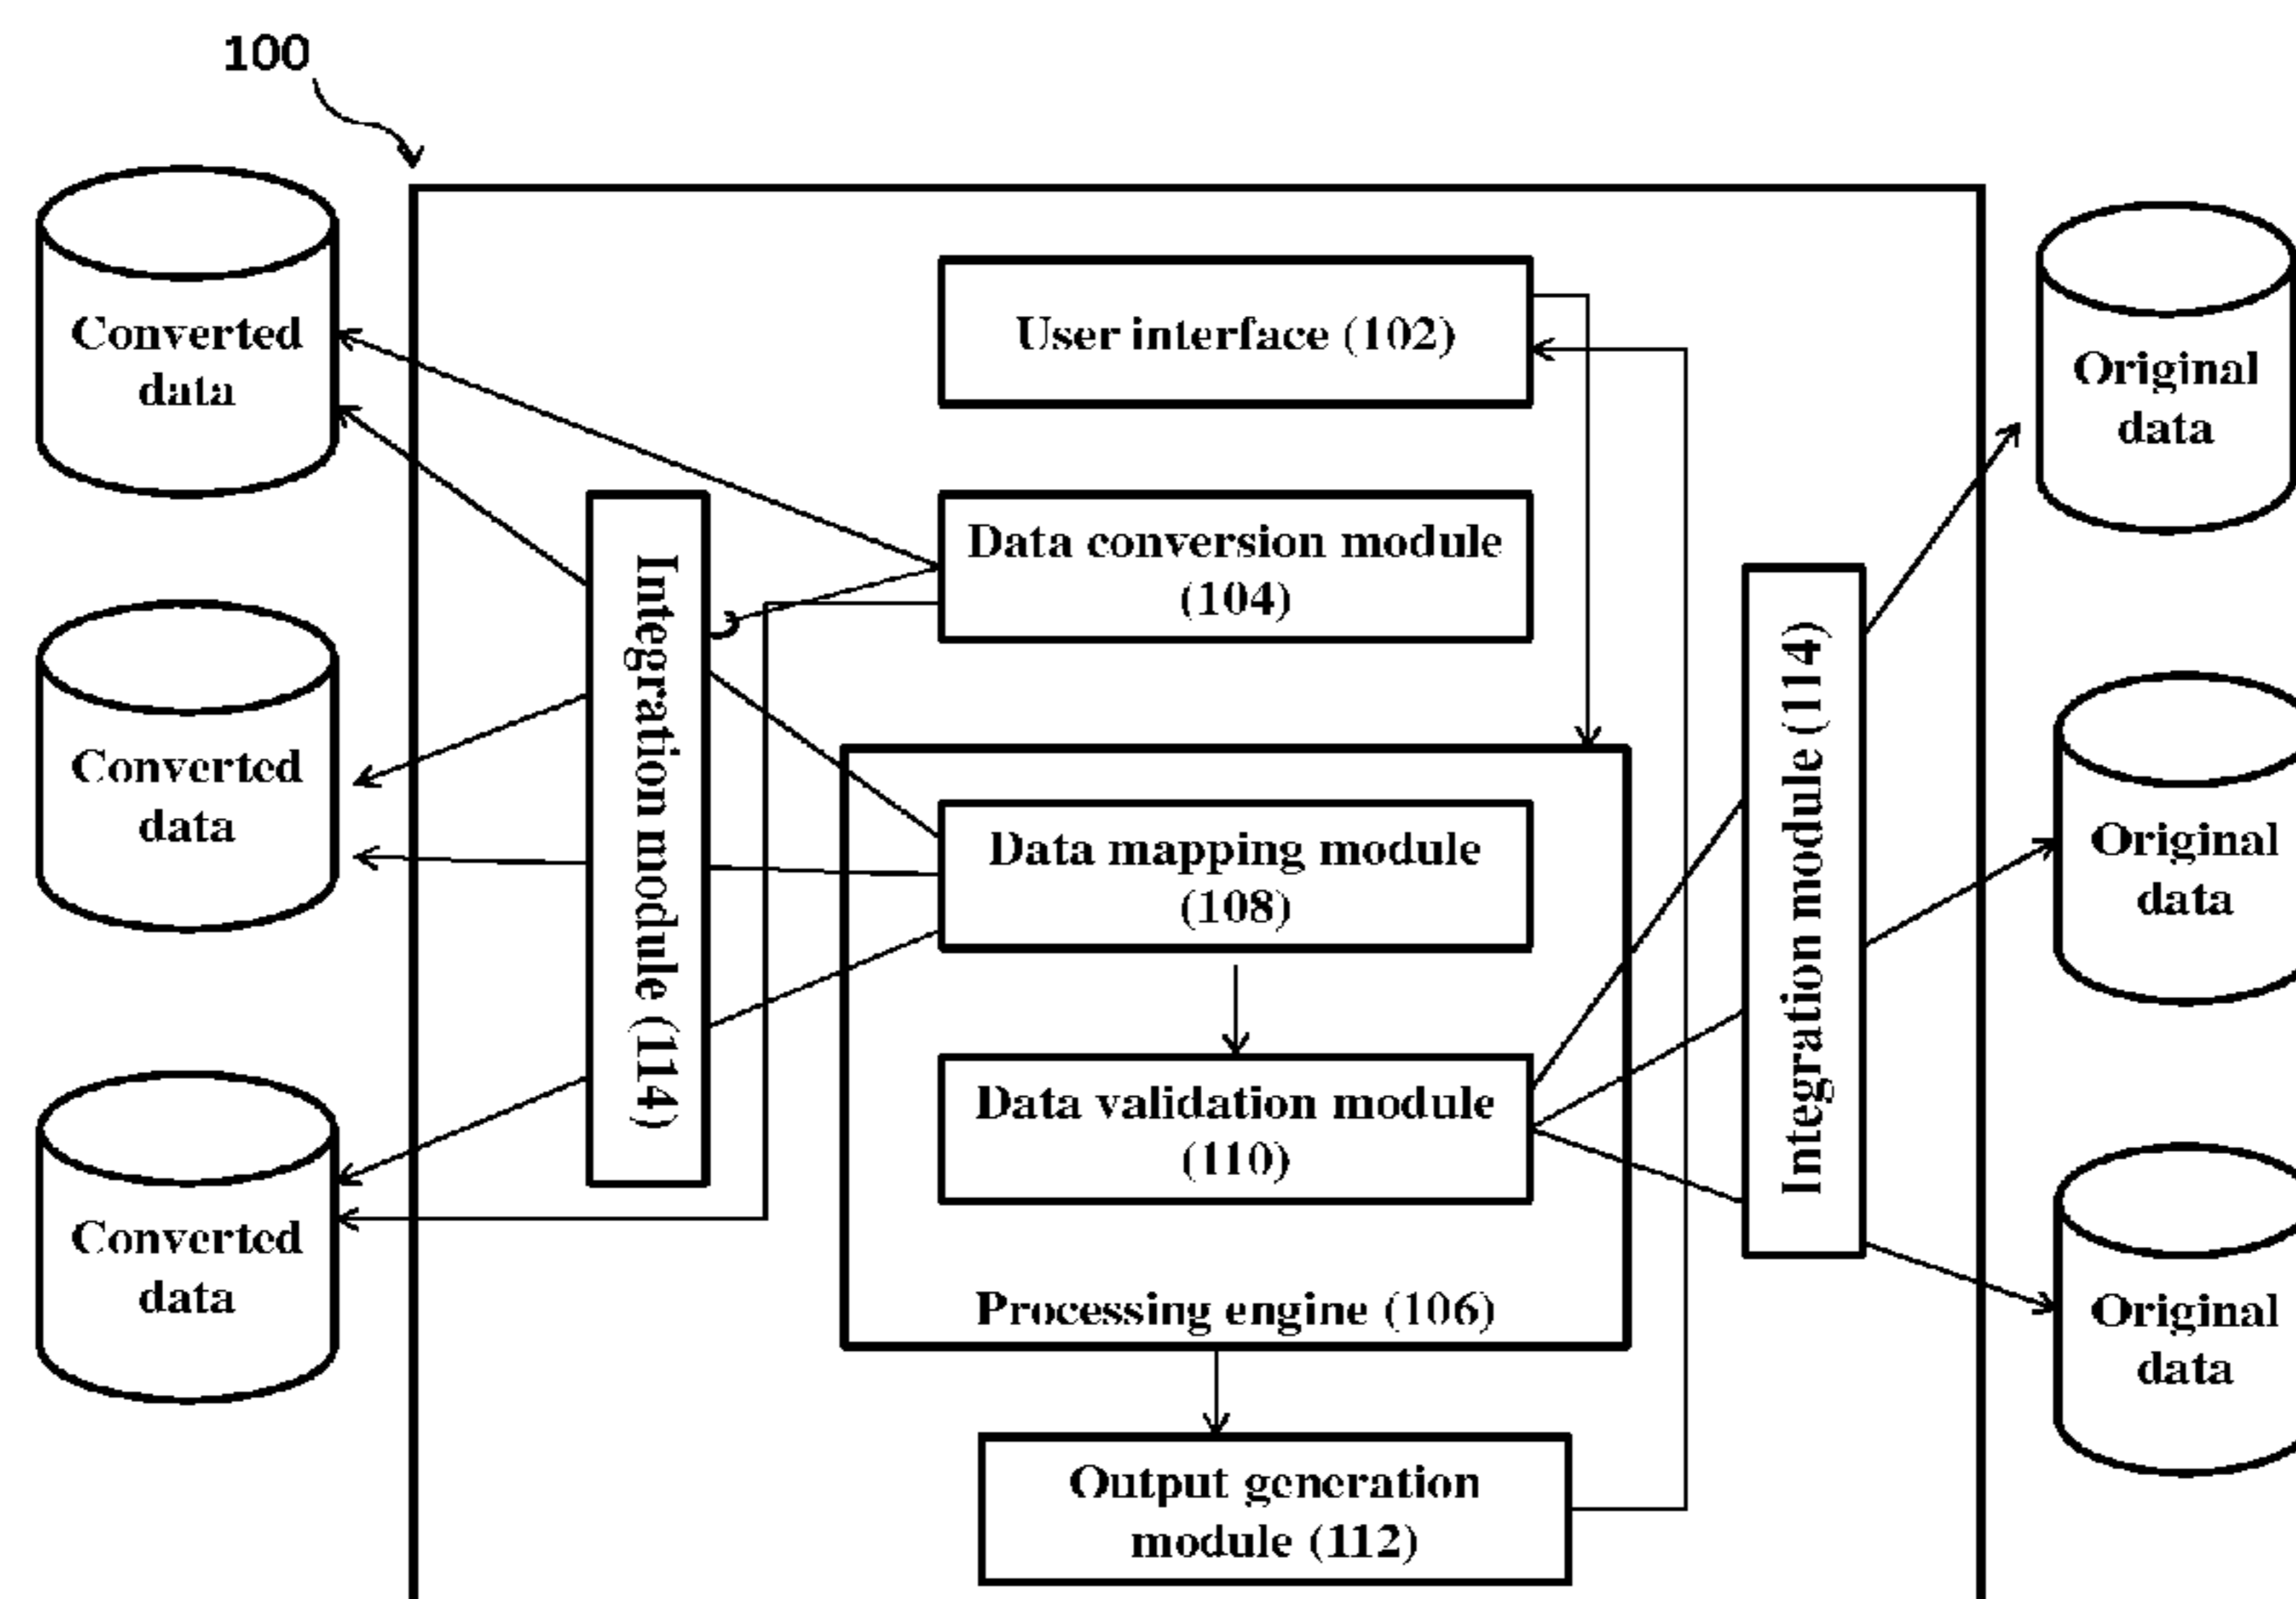 100
Converted
data
Original
data
User interface (102)
Data conversion module
(104)
Integration module (114)
Integration module (114)
Converted
data
Original
data
Data mapping module
(108)
Data validation module
(110)
Converted
data
Original
data
Processing engine (106)
Output generation
module (112)